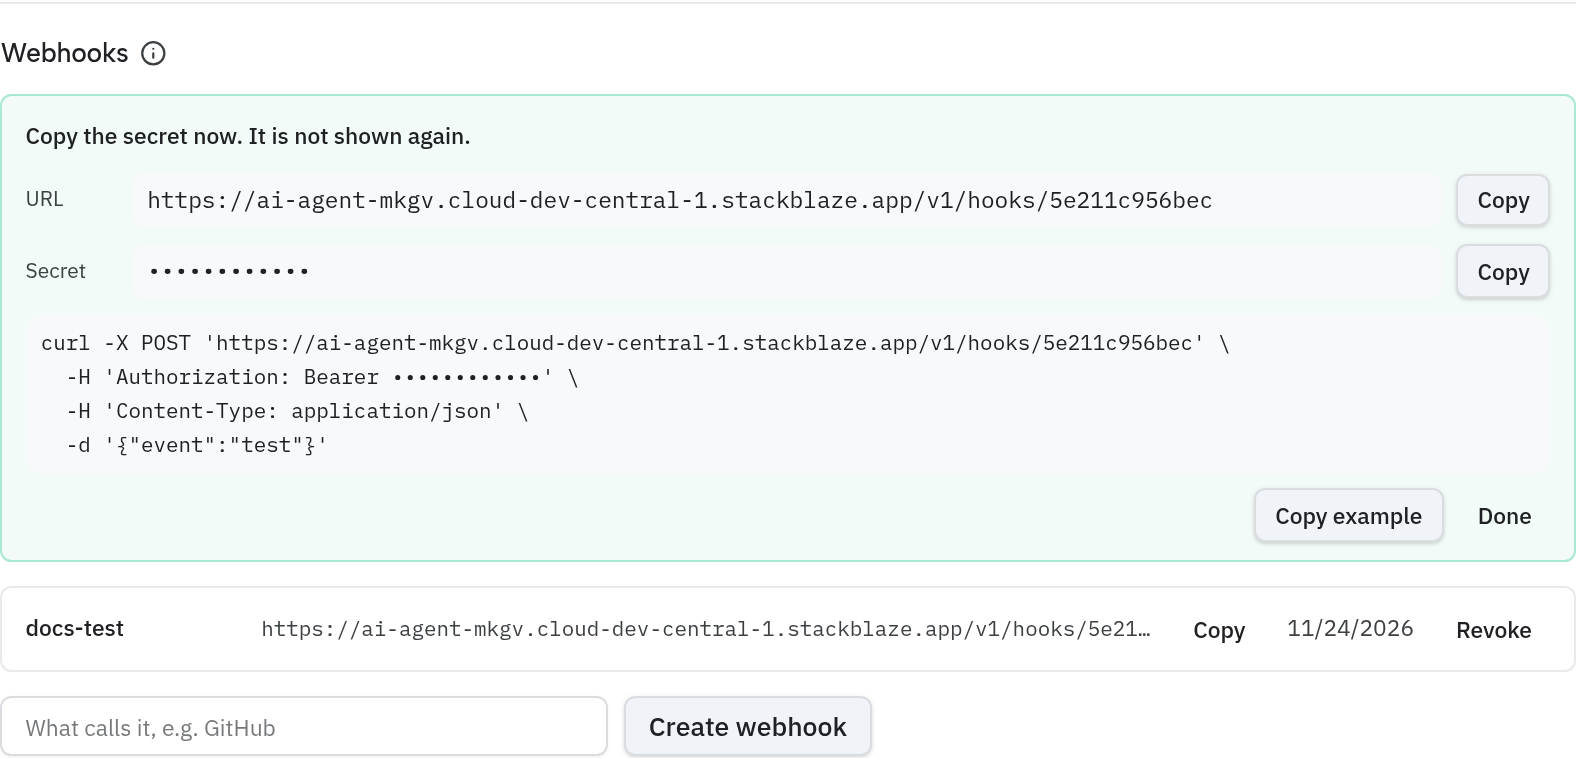 Webhooks
Copy the secret now. It is not shown again.
URL https://ai-agent-mkgv.cloud-dev-central-1.stackblaze.app/v1/hooks/5e211c956bec Copy
Secret •••••••••••• Copy
curl -X POST 'https://ai-agent-mkgv.cloud-dev-central-1.stackblaze.app/v1/hooks/5e211c956bec' \
  -H 'Authorization: Bearer ••••••••••••' \
  -H 'Content-Type: application/json' \
  -d '{"event":"test"}'
Copy example Done
docs-test https://ai-agent-mkgv.cloud-dev-central-1.stackblaze.app/v1/hooks/5e21… Copy 11/24/2026 Revoke
What calls it, e.g. GitHub Create webhook